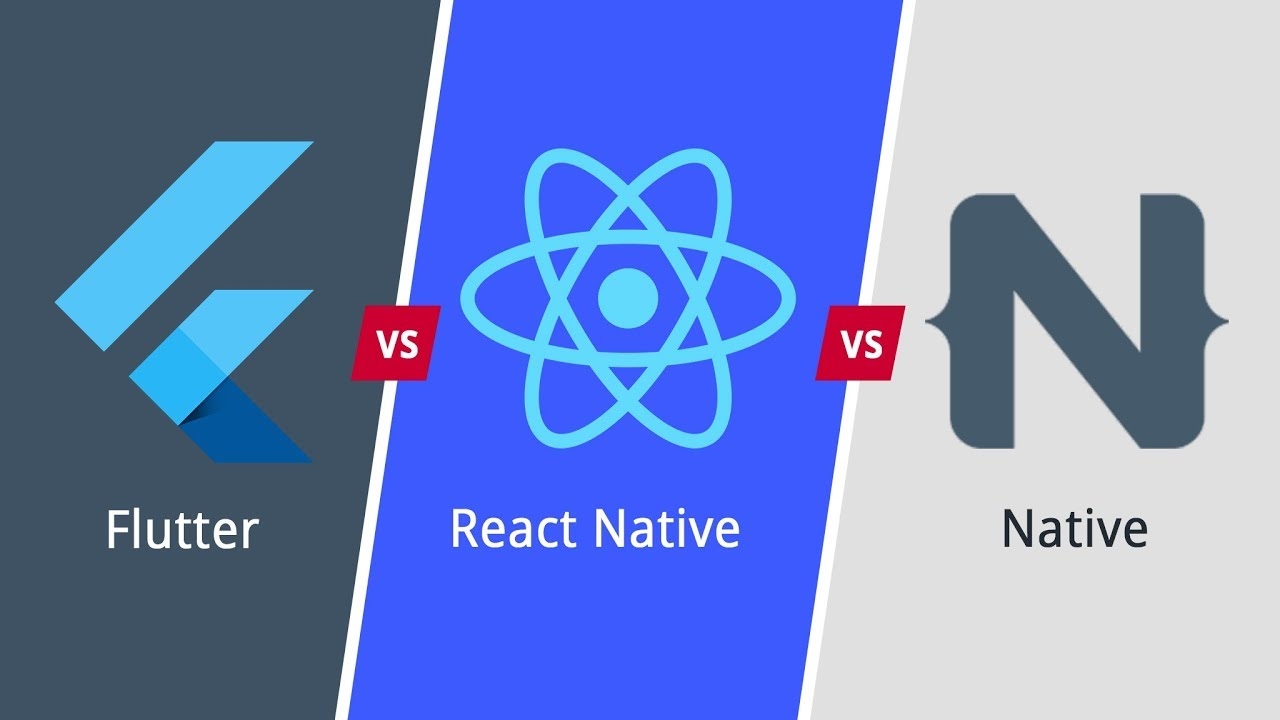 Flutter
VS
React Native
VS
Native